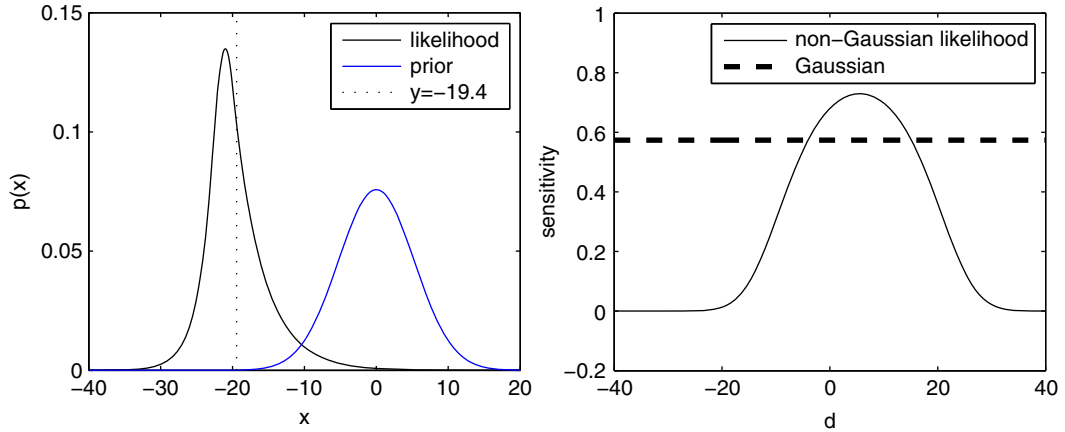 0.15
0.1
0.05
0
p(x)
likelihood
prior
y=−19.4
−40
−30
−20
−10
0
10
20
x
1
0.8
0.6
0.4
0.2
0
−0.2
sensitivity
non-Gaussian likelihood
Gaussian
−40
−20
0
20
40
d